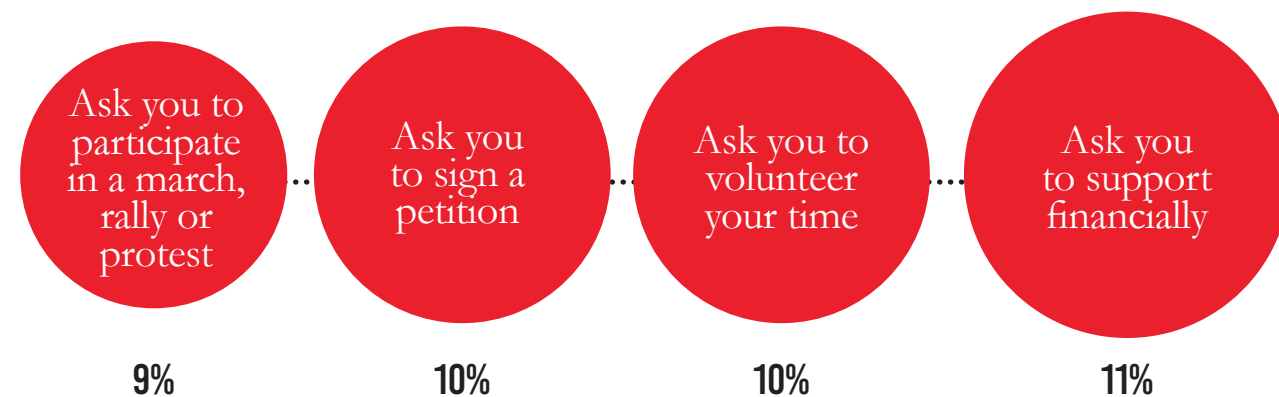 Ask you to
participate
in a march,
rally or
protest
Ask you
to sign a
petition
Ask you to
volunteer
your time
Ask you
to support
financially
9%
10%
10%
11%